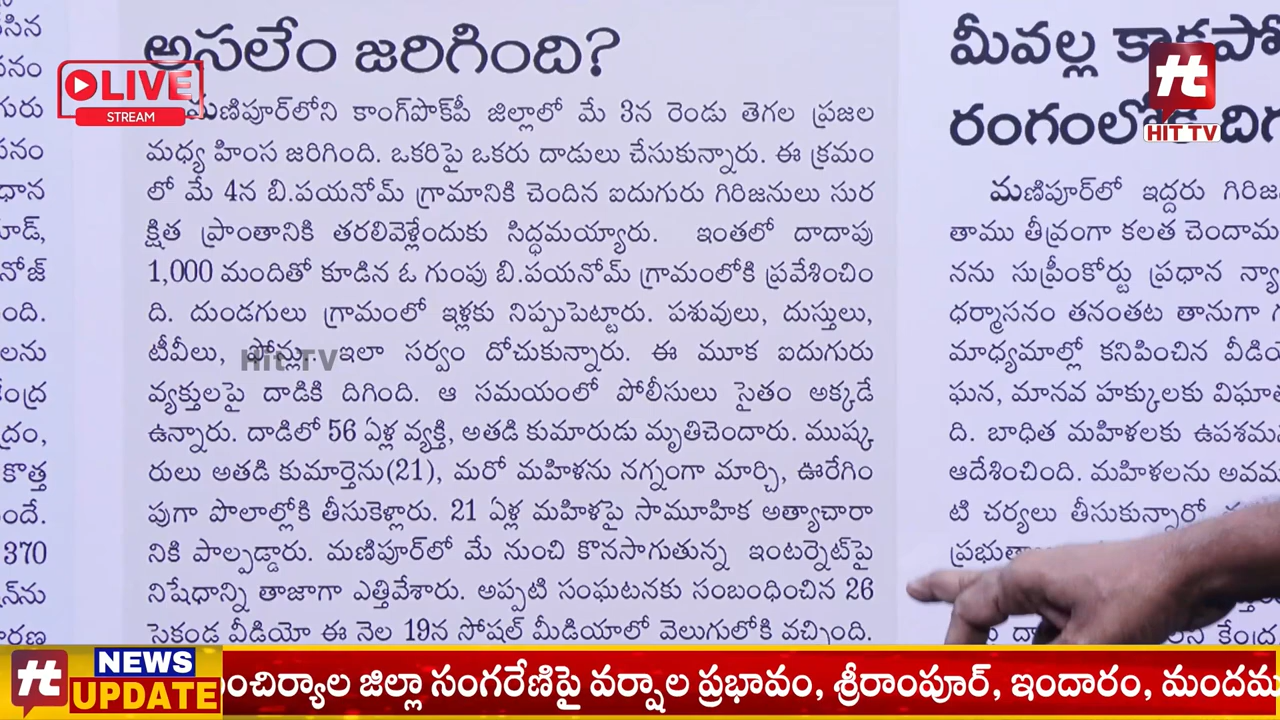 అసలేం జరిగింది?
మణిపూర్‌లోని కాంగ్‌పోక్‌పీ జిల్లాలో మే 3న రెండు తెగల ప్రజల
మధ్య హింస జరిగింది. ఒకరిపై ఒకరు దాడులు చేసుకున్నారు. ఈ క్రమం
లో మే 4న బి.పయనోమ్ గ్రామానికి చెందిన ఐదుగురు గిరిజనులు సుర
క్షిత ప్రాంతానికి తరలివెళ్లేందుకు సిద్ధమయ్యారు. ఇంతలో దాదాపు
1,000 మందితో కూడిన ఓ గుంపు బి.పయనోమ్ గ్రామంలోకి ప్రవేశించిం
ది. దుండగులు గ్రామంలో ఇళ్లకు నిప్పుపెట్టారు. పశువులు, దుస్తులు,
టీవీలు, ఫోన్లు.. ఇలా సర్వం దోచుకున్నారు. ఈ మూక ఐదుగురు
వ్యక్తులపై దాడికి దిగింది. ఆ సమయంలో పోలీసులు సైతం అక్కడే
ఉన్నారు. దాడిలో 56 ఏళ్ల వ్యక్తి, అతడి కుమారుడు మృతిచెందారు. ముష్క
రులు అతడి కుమార్తెను(21), మరో మహిళను నగ్నంగా మార్చి, ఊరేగిం
పుగా పొలాల్లోకి తీసుకెళ్లారు. 21 ఏళ్ల మహిళపై సామూహిక అత్యాచారా
నికి పాల్పడ్డారు. మణిపూర్‌లో మే నుంచి కొనసాగుతున్న ఇంటర్నెట్‌పై
నిషేధాన్ని తాజాగా ఎత్తివేశారు. అప్పటి సంఘటనకు సంబంధించిన 26
సెకండ్ల వీడియో ఈ నెల 19న సోషల్ మీడియాలో వెలుగులోకి వచ్చింది.
మీవల్ల
రంగంలోకి
మణిపూర్‌లో ఇద్దరు
తాము తీవ్రంగా కలత
నను సుప్రీంకోర్టు ప్రధాన
ధర్మాసనం తనంతట తానుగా
మాధ్యమాల్లో కనిపించిన
ఘన, మానవ హక్కులకు
ది. బాధిత మహిళలకు
ఆదేశించింది. మహిళలను
టి చర్యలు తీసుకున్నారో
370
LIVE
STREAM
HIT TV
Hit TV
NEWS
UPDATE
జిల్లా సంగరేణిపై వర్షాల ప్రభావం, శ్రీరాంపూర్, ఇందారం,